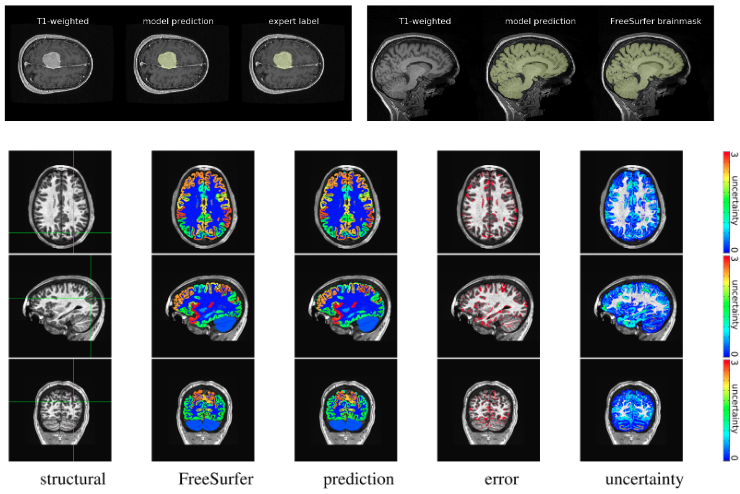 T1-weighted model prediction expert label
T1-weighted model prediction FreeSurfer brainmask
3
uncertainty
0
3
uncertainty
0
3
uncertainty
0
structural FreeSurfer prediction error uncertainty